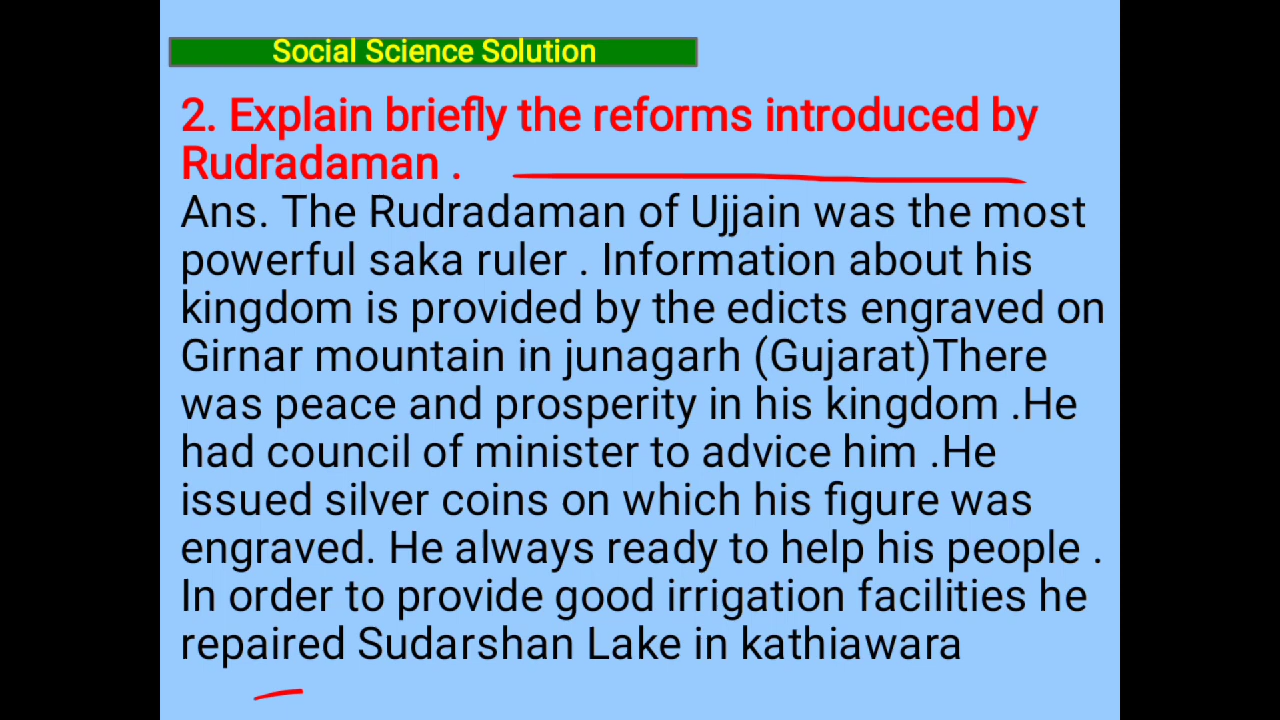 Social Science Solution
2. Explain briefly the reforms introduced by
Rudradaman .
Ans. The Rudradaman of Ujjain was the most
powerful saka ruler . Information about his
kingdom is provided by the edicts engraved on
Girnar mountain in junagarh (Gujarat)There
was peace and prosperity in his kingdom .He
had council of minister to advice him .He
issued silver coins on which his figure was
engraved. He always ready to help his people .
In order to provide good irrigation facilities he
repaired Sudarshan Lake in kathiawara